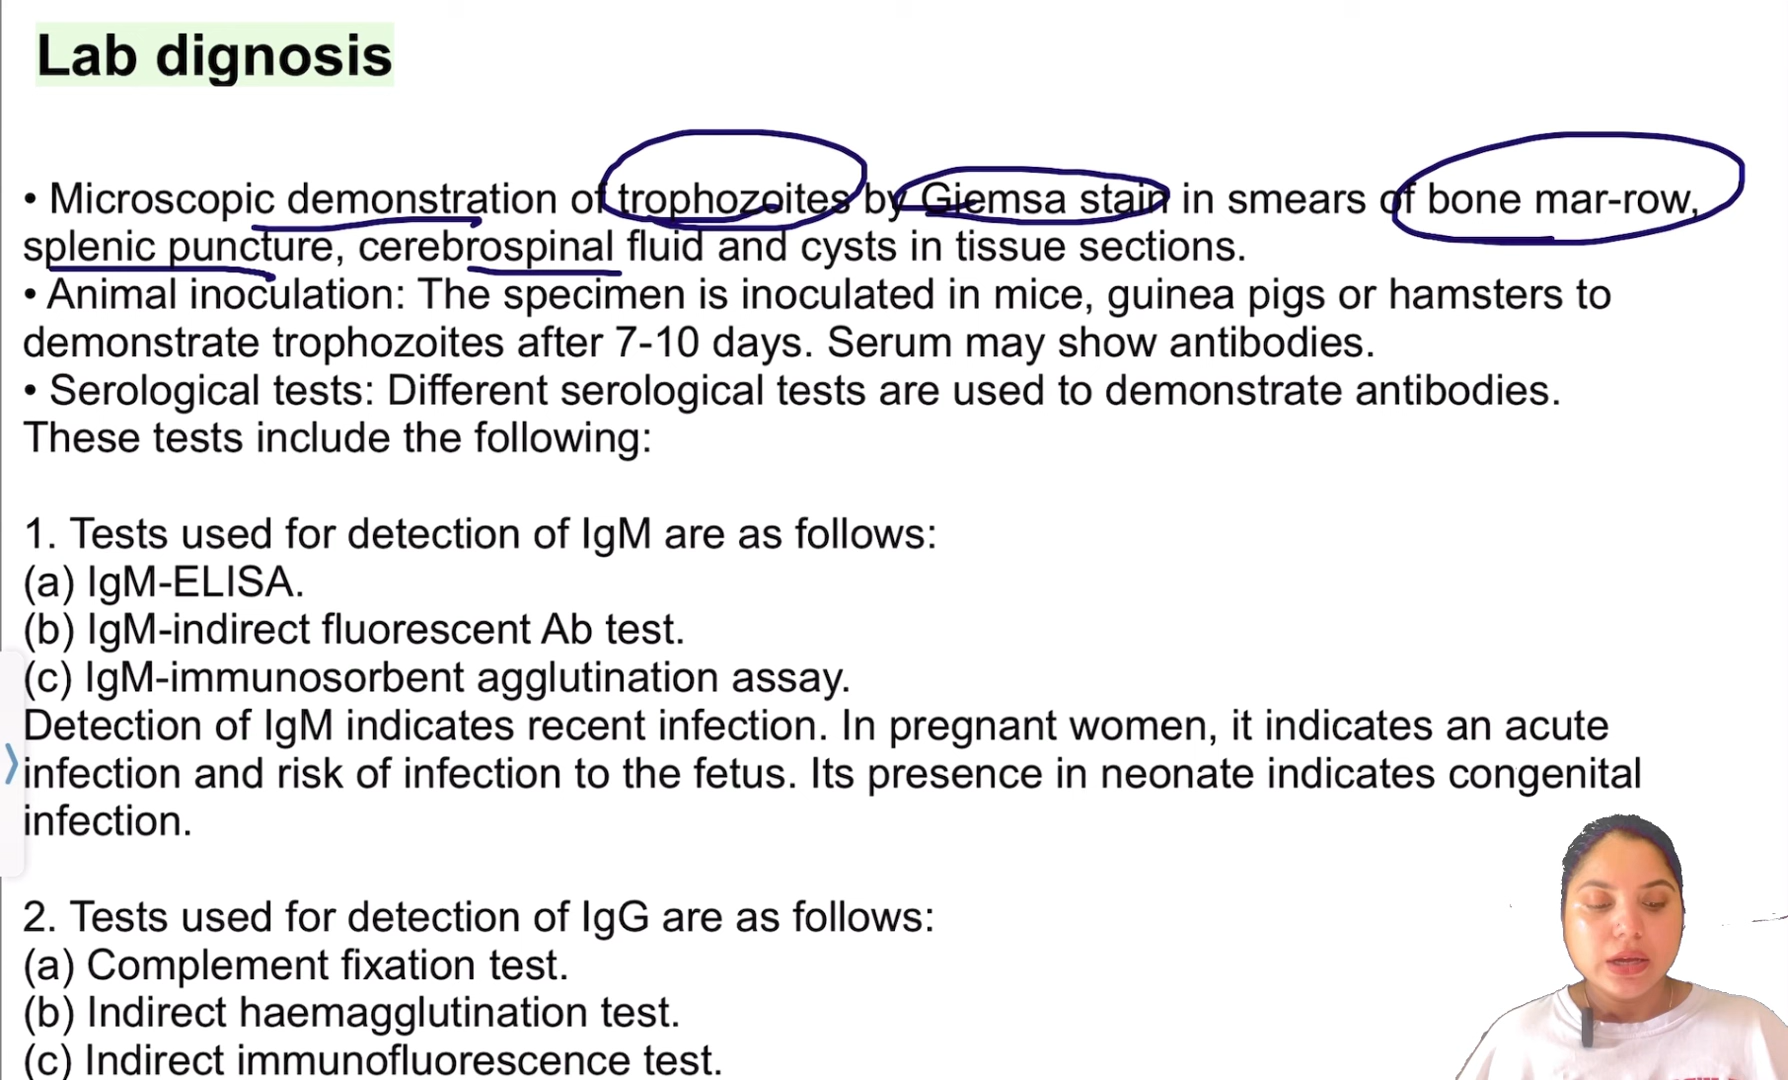 Lab dignosis
• Microscopic demonstration of trophozoites by Giemsa stain in smears of bone mar-row,
splenic puncture, cerebrospinal fluid and cysts in tissue sections.
• Animal inoculation: The specimen is inoculated in mice, guinea pigs or hamsters to
demonstrate trophozoites after 7-10 days. Serum may show antibodies.
• Serological tests: Different serological tests are used to demonstrate antibodies.
These tests include the following:
1. Tests used for detection of IgM are as follows:
(a) IgM-ELISA.
(b) IgM-indirect fluorescent Ab test.
(c) IgM-immunosorbent agglutination assay.
Detection of IgM indicates recent infection. In pregnant women, it indicates an acute
infection and risk of infection to the fetus. Its presence in neonate indicates congenital
infection.
2. Tests used for detection of IgG are as follows:
(a) Complement fixation test.
(b) Indirect haemagglutination test.
(c) Indirect immunofluorescence test.